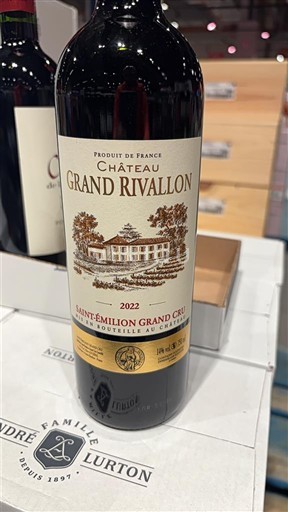 PRODUIT DE FRANCE
CHÂTEAU
GRAND RIVALLON
2022
SAINT-ÉMILION GRAND CRU
MIS EN BOUTEILLE AU CHÂTEAU
FAMILLE
ANDRÉ LURTON
DEPUIS 1897